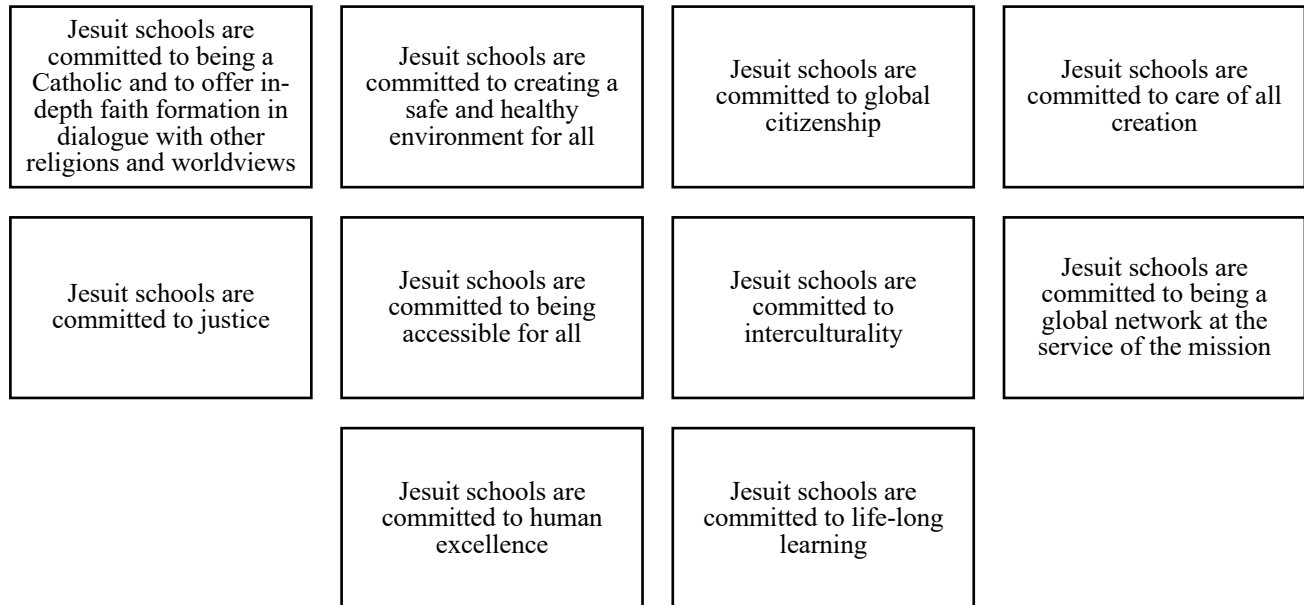 Jesuit schools are
committed to being a
Catholic and to offer in-
depth faith formation in
dialogue with other
religions and worldviews
Jesuit schools are
committed to creating a
safe and healthy
environment for all
Jesuit schools are
committed to global
citizenship
Jesuit schools are
committed to care of all
creation
Jesuit schools are
committed to justice
Jesuit schools are
committed to being
accessible for all
Jesuit schools are
committed to
interculturality
Jesuit schools are
committed to being a
global network at the
service of the mission
Jesuit schools are
committed to human
excellence
Jesuit schools are
committed to life-long
learning